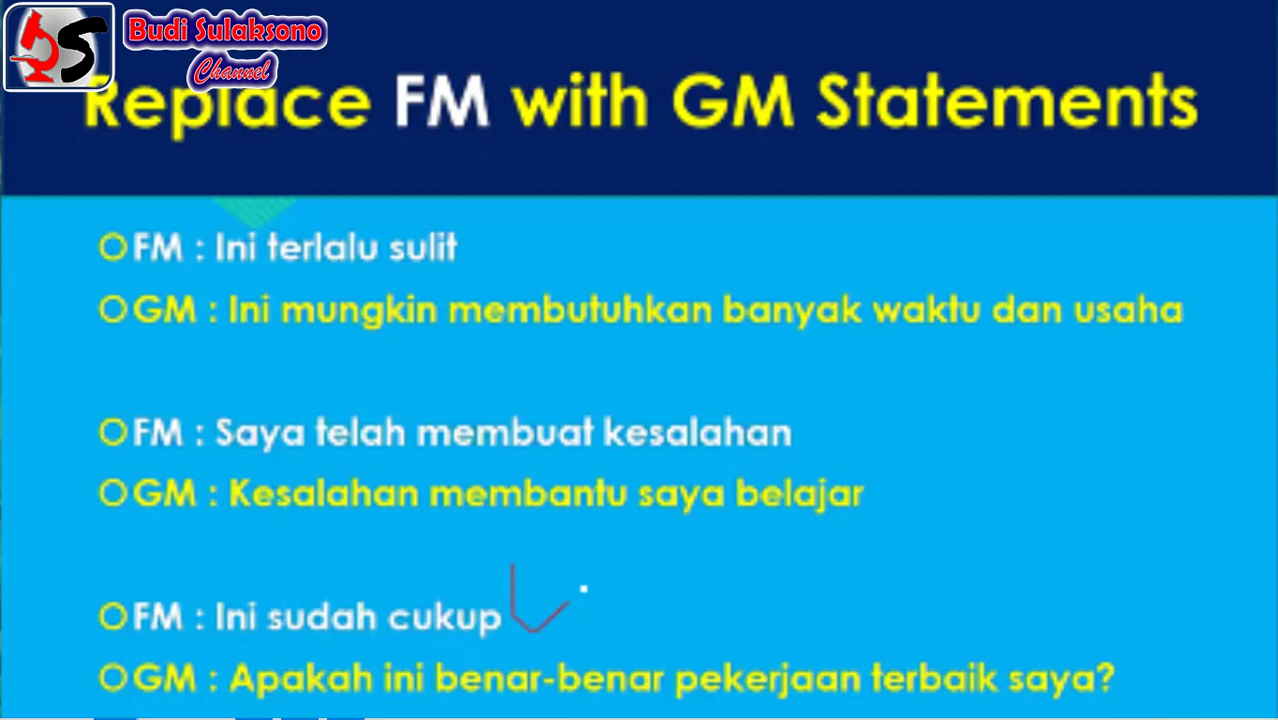 S
Budi Sulaksono
Channel
Replace FM with GM Statements
FM : Ini terlalu sulit
GM : Ini mungkin membutuhkan banyak waktu dan usaha
FM : Saya telah membuat kesalahan
GM : Kesalahan membantu saya belajar
FM : Ini sudah cukup
GM : Apakah ini benar-benar pekerjaan terbaik saya?